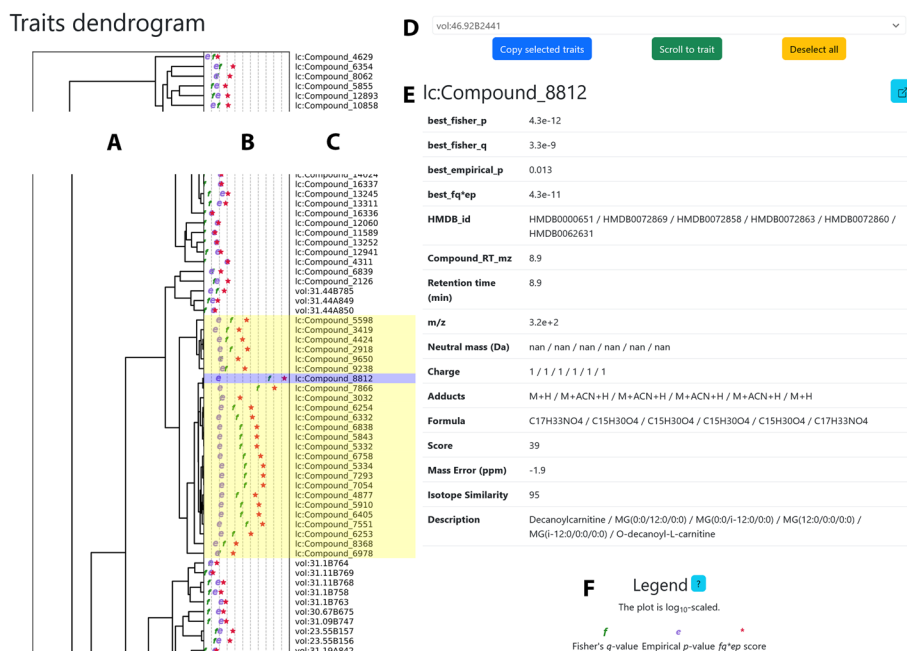 Traits dendrogram
lc:Compound_4629
lc:Compound_6354
lc:Compound_8062
lc:Compound_5855
lc:Compound_12893
lc:Compound_10858
A
B
C
lc:Compound_14024
lc:Compound_16337
lc:Compound_13245
lc:Compound_13311
lc:Compound_16336
lc:Compound_12060
lc:Compound_11589
lc:Compound_13252
lc:Compound_12941
lc:Compound_4311
lc:Compound_6839
lc:Compound_2126
vol:31.44B785
vol:31.44A849
vol:31.44A850
lc:Compound_5598
lc:Compound_3419
lc:Compound_4424
lc:Compound_2918
lc:Compound_9650
lc:Compound_9238
lc:Compound_8812
lc:Compound_7866
lc:Compound_3032
lc:Compound_6254
lc:Compound_6332
lc:Compound_6838
lc:Compound_5843
lc:Compound_5332
lc:Compound_6758
lc:Compound_5334
lc:Compound_7293
lc:Compound_7054
lc:Compound_4877
lc:Compound_5910
lc:Compound_6405
lc:Compound_7551
lc:Compound_6253
lc:Compound_8368
lc:Compound_6978
vol:31.1B764
vol:31.11B769
vol:31.11B768
vol:31.1B758
vol:31.1B763
vol:30.67B675
vol:31.09B747
vol:23.55B157
vol:23.55B156
D
vol:46.92B2441
Copy selected traits
Scroll to trait
Deselect all
E
lc:Compound_8812
best_fisher_p 4.3e-12
best_fisher_q 3.3e-9
best_empirical_p 0.013
best_fq*ep 4.3e-11
HMDB_id HMDB0000651 / HMDB0072869 / HMDB0072858 / HMDB0072863 / HMDB0072860 /
HMDB0062631
Compound_RT_mz 8.9
Retention time 8.9
(min)
m/z 3.2e+2
Neutral mass (Da) nan / nan / nan / nan / nan / nan
Charge 1 / 1 / 1 / 1 / 1 / 1
Adducts M+H / M+ACN+H / M+ACN+H / M+ACN+H / M+ACN+H / M+H
Formula C17H33NO4 / C15H30O4 / C15H30O4 / C15H30O4 / C15H30O4 / C17H33NO4
Score 39
Mass Error (ppm) -1.9
Isotope Similarity 95
Description Decanoylcarnitine / MG(0:0/12:0/0:0) / MG(0:0/i-12:0/0:0) / MG(12:0/0:0/0:0) /
MG(i-12:0/0:0/0:0) / O-decanoyl-L-carnitine
F
Legend ?
The plot is log10-scaled.
f e *
Fisher's q-value Empirical p-value fq*ep score